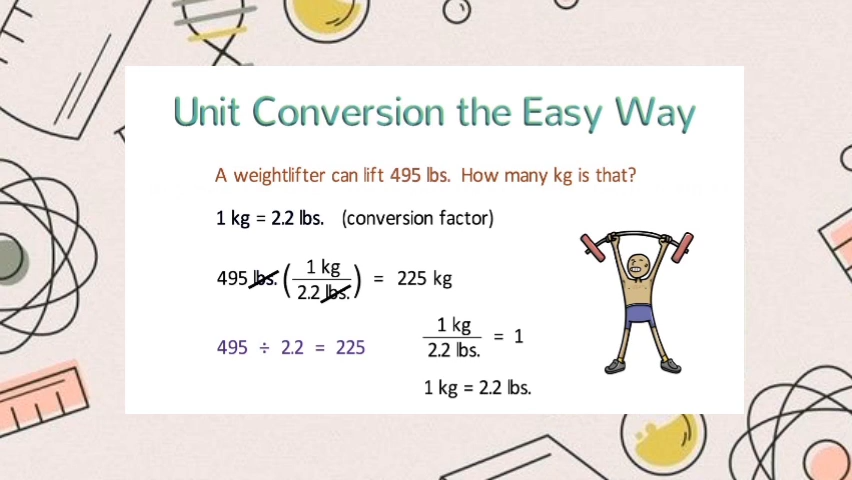 Unit Conversion the Easy Way
A weightlifter can lift 495 lbs. How many kg is that?
1 kg = 2.2 lbs. (conversion factor)
495 lbs. (1 kg / 2.2 lbs.) = 225 kg
495 ÷ 2.2 = 225
1 kg / 2.2 lbs. = 1
1 kg = 2.2 lbs.